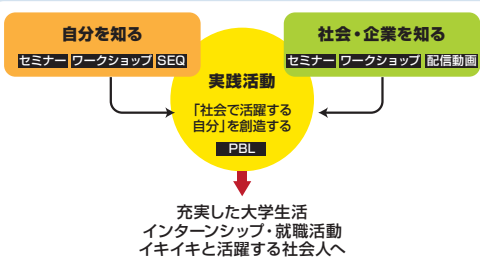 自分を知る
セミナー ワークショップ SEQ
社会・企業を知る
セミナー ワークショップ 配信動画
実践活動
「社会で活躍する
自分」を創造する
PBL
充実した大学生活
インターンシップ・就職活動
イキイキと活躍する社会人へ